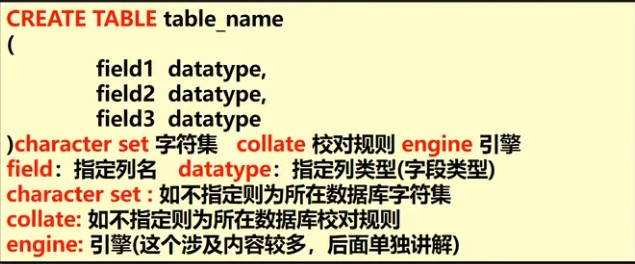 CREATE TABLE table_name
(
field1 datatype,
field2 datatype,
field3 datatype
)character set 字符集 collate 校对规则 engine 引擎
field：指定列名 datatype：指定列类型(字段类型)
character set : 如不指定则为所在数据库字符集
collate: 如不指定则为所在数据库校对规则
engine: 引擎(这个涉及内容较多，后面单独讲解)